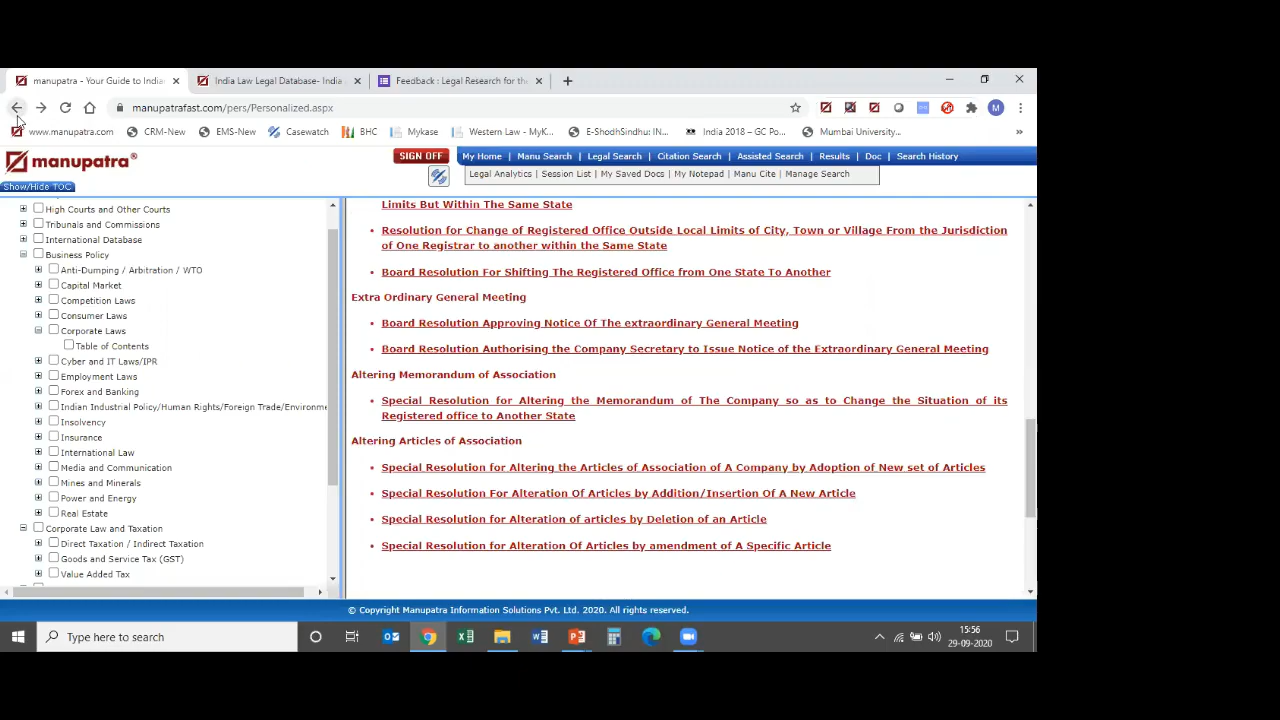 manupatra - Your Guide to India
India Law Legal Database- India
Feedback : Legal Research for the
manupatrafast.com/pers/Personalized.aspx
M
www.manupatra.com
CRM-New
EMS-New
Casewatch
BHC
Mykase
Western Law - MyK...
E-ShodhSindhu: IN...
India 2018 – GC Po...
Mumbai University...
»
manupatra®
SIGN OFF
My Home | Manu Search | Legal Search | Citation Search | Assisted Search | Results | Doc | Search History
Legal Analytics | Session List | My Saved Docs | My Notepad | Manu Cite | Manage Search
Show/Hide TOC
High Courts and Other Courts
Tribunals and Commissions
International Database
Business Policy
Anti-Dumping / Arbitration / WTO
Capital Market
Competition Laws
Consumer Laws
Corporate Laws
Table of Contents
Cyber and IT Laws/IPR
Employment Laws
Forex and Banking
Indian Industrial Policy/Human Rights/Foreign Trade/Environme
Insolvency
Insurance
International Law
Media and Communication
Mines and Minerals
Power and Energy
Real Estate
Corporate Law and Taxation
Direct Taxation / Indirect Taxation
Goods and Service Tax (GST)
Value Added Tax
Limits But Within The Same State
• Resolution for Change of Registered Office Outside Local Limits of City, Town or Village From the Jurisdiction
of One Registrar to another within the Same State
• Board Resolution For Shifting The Registered Office from One State To Another
Extra Ordinary General Meeting
• Board Resolution Approving Notice Of The extraordinary General Meeting
• Board Resolution Authorising the Company Secretary to Issue Notice of the Extraordinary General Meeting
Altering Memorandum of Association
• Special Resolution for Altering the Memorandum of The Company so as to Change the Situation of its
Registered office to Another State
Altering Articles of Association
• Special Resolution for Altering the Articles of Association of A Company by Adoption of New set of Articles
• Special Resolution For Alteration Of Articles by Addition/Insertion Of A New Article
• Special Resolution for Alteration of articles by Deletion of an Article
• Special Resolution for Alteration Of Articles by amendment of A Specific Article
© Copyright Manupatra Information Solutions Pvt. Ltd. 2020. All rights reserved.
Type here to search
15:56
29-09-2020